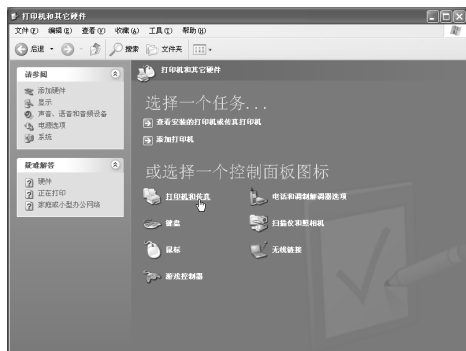 打印机和其它硬件
文件(F) 编辑(E) 查看(V) 收藏(A) 工具(T) 帮助(H)
后退 搜索 文件夹
请参阅
添加硬件
显示
声音、语音和音频设备
电源选项
系统
疑难解答
硬件
正在打印
家庭或小型办公网络
打印机和其它硬件
选择一个任务...
查看安装的打印机或传真打印机
添加打印机
或选择一个控制面板图标
打印机和传真 电话和调制解调器选项
键盘 扫描仪和照相机
鼠标 无线链接
游戏控制器